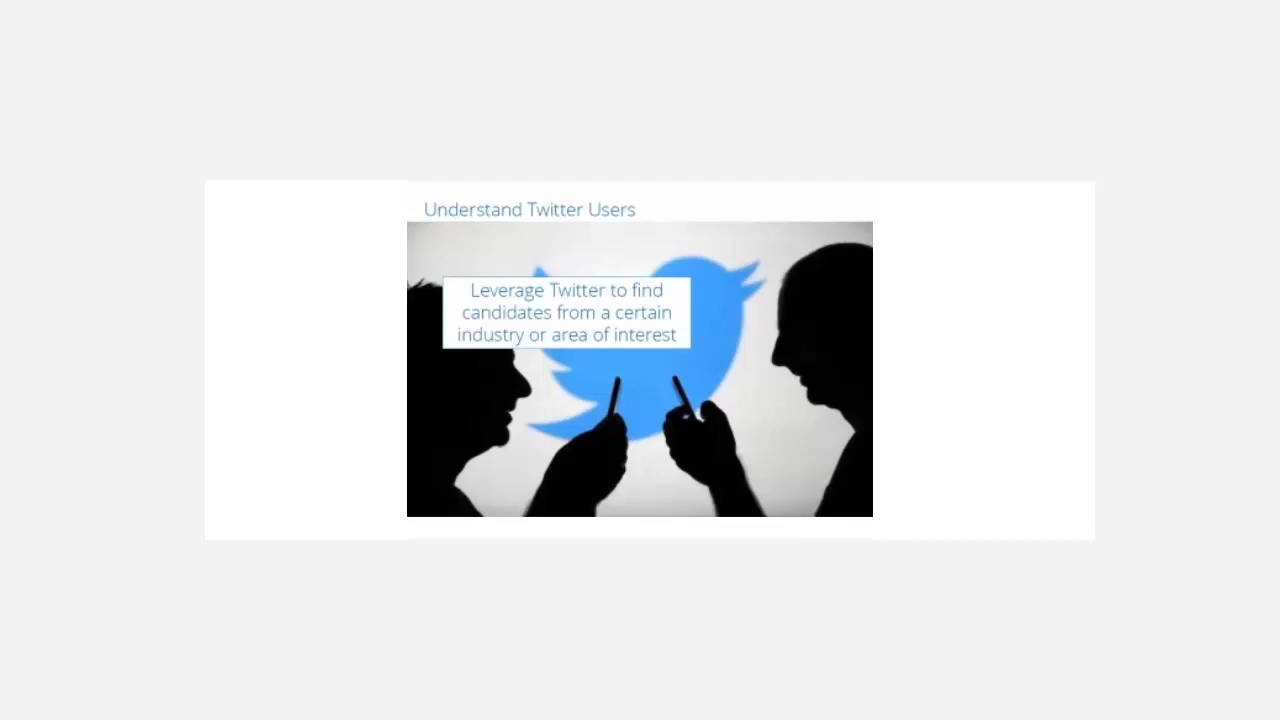 Understand Twitter Users
Leverage Twitter to find
candidates from a certain
industry or area of interest